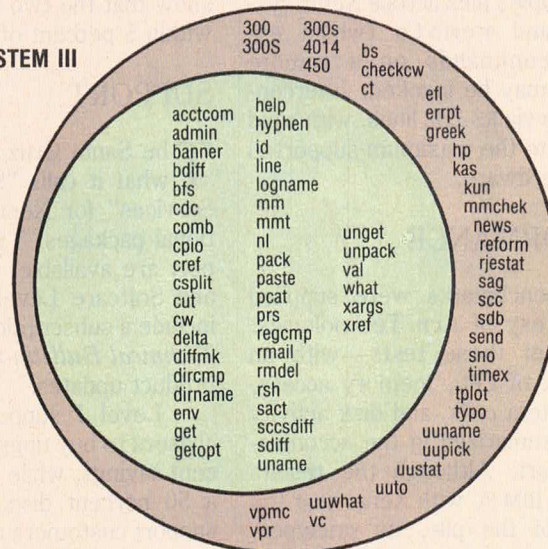 STEM III
300 300s
300S 4014
450
bs
checkcw
ct
efl
errpt
greek
hp
kas
kun
mmchek
news
reform
rjestat
sag
scc
sdb
send
sno
timex
tplot
typo
uuname
uupick
uustat
uuto
uuwhat
vc
vpmc
vpr
acctcom
admin
banner
bdiff
bfs
cdc
comb
cpio
cref
csplit
cut
cw
delta
diffmk
dircmp
dirname
env
get
getopt
help
hyphen
id
line
logname
mm
mmt
nl
pack
paste
pcat
prs
regcmp
rmail
rmdel
rsh
sact
sccsdiff
sdiff
uname
unget
unpack
val
what
xargs
xref